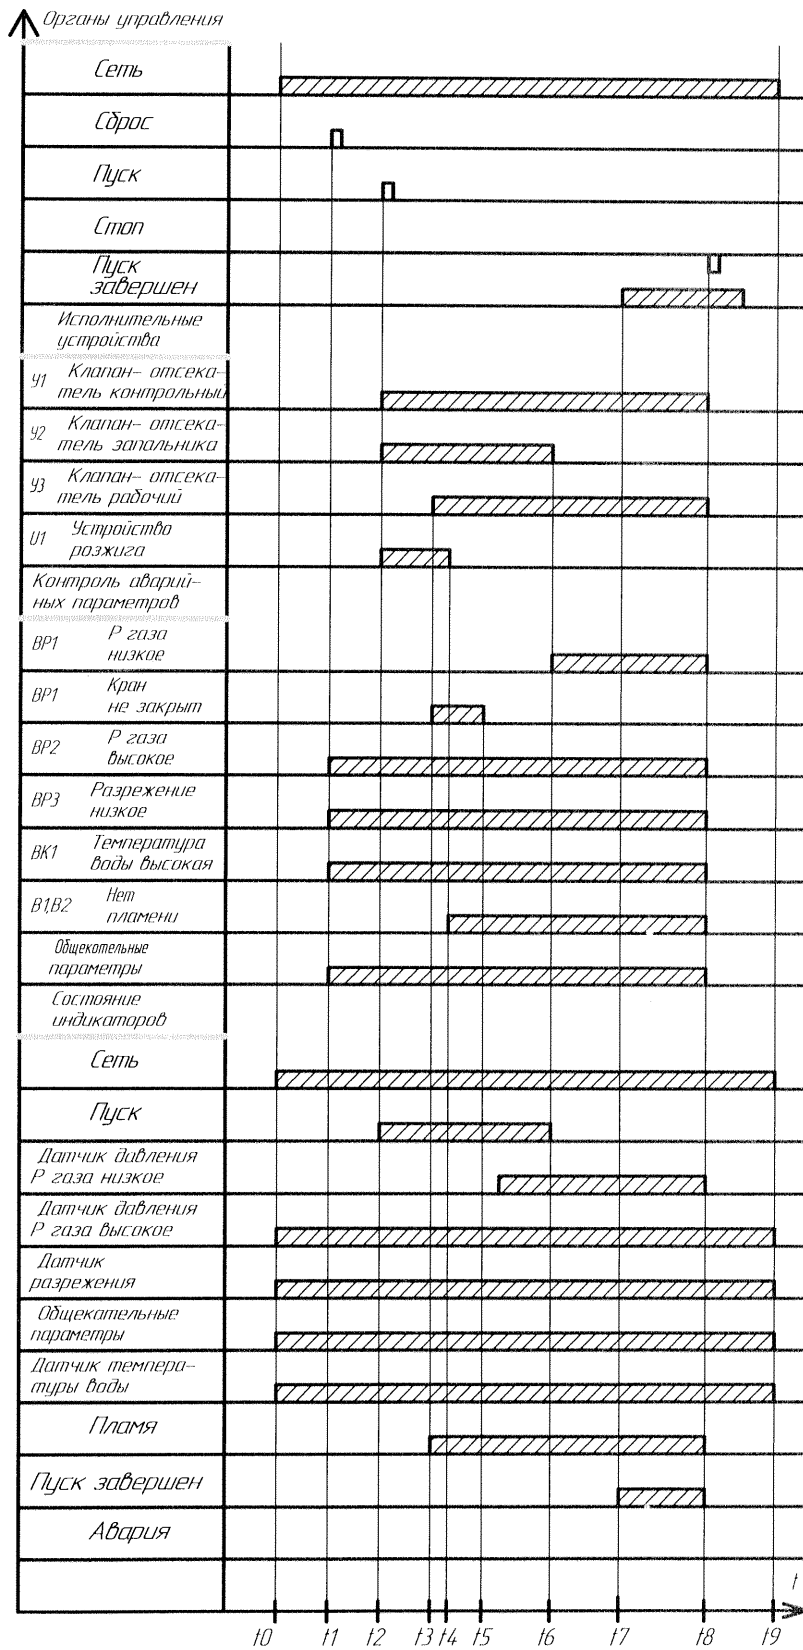 Органы управления
Сеть
Сброс
Пуск
Стоп
Пуск
завершен
Исполнительные
устройства
У1 Клапан- отсека-
тель контрольный
У2 Клапан- отсека-
тель запальника
У3 Клапан- отсека-
тель рабочий
U1 Устройство
розжига
Контроль аварий-
ных параметров
BP1 Р газа
низкое
BP1 Кран
не закрыт
BP2 Р газа
высокое
BP3 Разрежение
низкое
BK1 Температура
воды высокая
B1,B2 Нет
пламени
Общекотельные
параметры
Состояние
индикаторов
Сеть
Пуск
Датчик давления
Р газа низкое
Датчик давления
Р газа высокое
Датчик
разрежения
Общекательные
параметры
Датчик темпера-
туры воды
Пламя
Пуск завершен
Авария
t
t0 t1 t2 t3 t4 t5 t6 t7 t8 t9